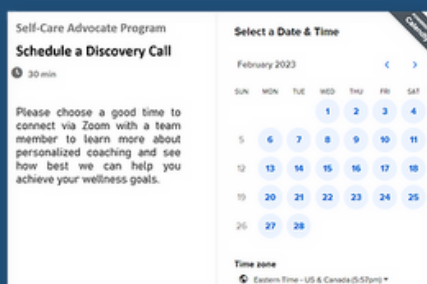 Self-Care Advocate Program
Schedule a Discovery Call
30 min
Please choose a good time to
connect via Zoom with a team
member to learn more about
personalized coaching and see
how best we can help you
achieve your wellness goals.
Select a Date & Time
February 2023
SUN MON TUE WED THU FRI SAT
1 2 3 4
5 6 7 8 9 10 11
12 13 14 15 16 17 18
19 20 21 22 23 24 25
26 27 28
Time zone
Eastern Time - US & Canada (5:57pm)
Calendly